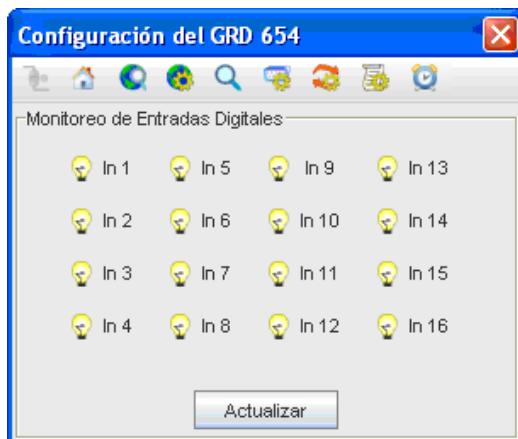 Configuración del GRD 654
Monitoreo de Entradas Digitales
In 1 In 5 In 9 In 13
In 2 In 6 In 10 In 14
In 3 In 7 In 11 In 15
In 4 In 8 In 12 In 16
Actualizar